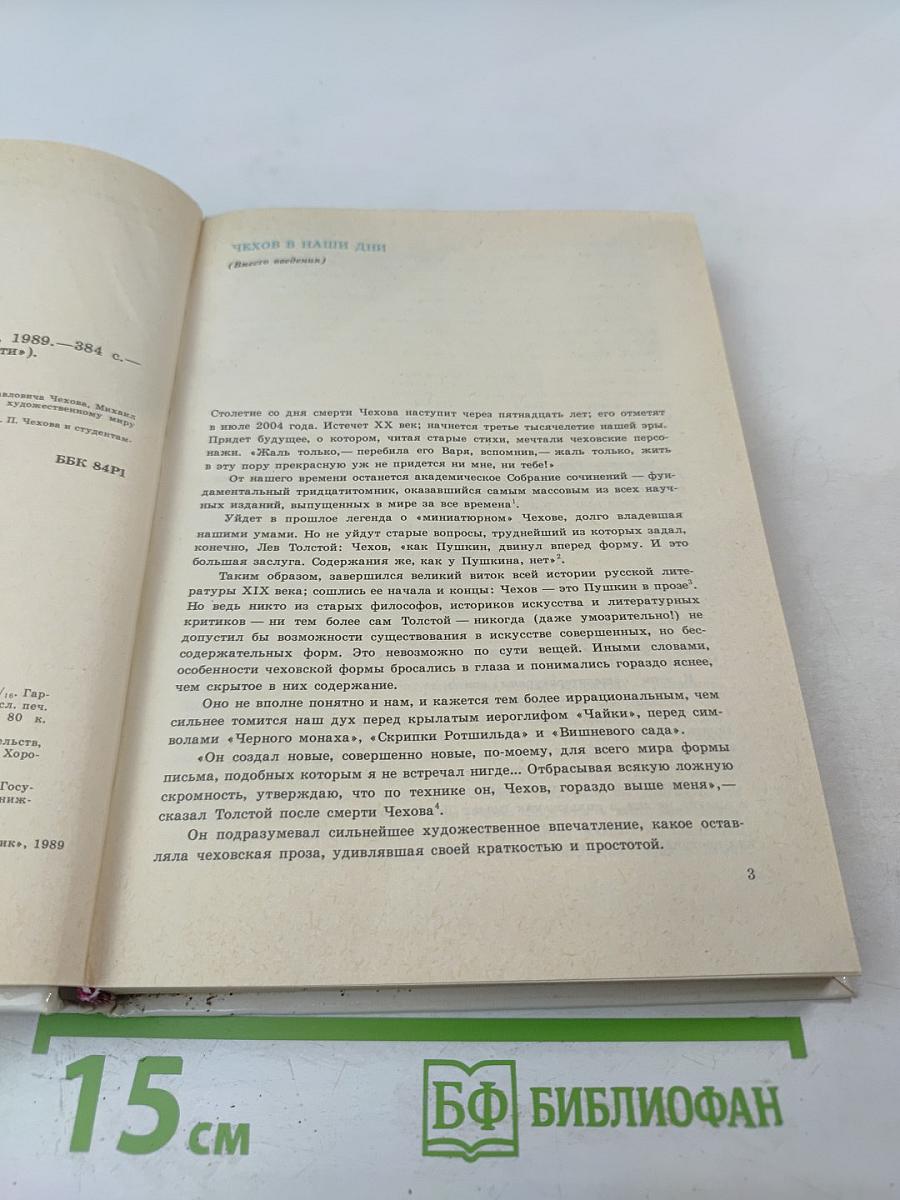 , 1989.—384 с.—
ти»).
авловича Чехова, Михаил
художественному миру
. П. Чехова и студентам-
ББК 84Р1
/₁₆. Гар-
сл. печ.
80 к.
ельств,
Хоро-
Госу-
ниж-
ик», 1989
ЧЕХОВ В НАШИ ДНИ
(Вместо введения)
Столетие со дня смерти Чехова наступит через пятнадцать лет; его отметят
в июле 2004 года. Истечет XX век; начнется третье тысячелетие нашей эры.
Придет будущее, о котором, читая старые стихи, мечтали чеховские персо-
нажи. «Жаль только,— перебила его Варя, вспомнив,— жаль только, жить
в эту пору прекрасную уж не придется ни мне, ни тебе!»
От нашего времени останется академическое Собрание сочинений — фун-
даментальный тридцатитомник, оказавшийся самым массовым из всех науч-
ных изданий, выпущенных в мире за все времена¹.
Уйдет в прошлое легенда о «миниатюрном» Чехове, долго владевшая
нашими умами. Но не уйдут старые вопросы, труднейший из которых задал,
конечно, Лев Толстой: Чехов, «как Пушкин, двинул вперед форму. И это
большая заслуга. Содержания же, как у Пушкина, нет»².
Таким образом, завершился великий виток всей истории русской лите-
ратуры XIX века; сошлись ее начала и концы: Чехов — это Пушкин в прозе³.
Но ведь никто из старых философов, историков искусства и литературных
критиков — ни тем более сам Толстой — никогда (даже умозрительно!) не
допустил бы возможности существования в искусстве совершенных, но бес-
содержательных форм. Это невозможно по сути вещей. Иными словами,
особенности чеховской формы бросались в глаза и понимались гораздо яснее,
чем скрытое в них содержание.
Оно не вполне понятно и нам, и кажется тем более иррациональным, чем
сильнее томится наш дух перед крылатым иероглифом «Чайки», перед сим-
волами «Черного монаха», «Скрипки Ротшильда» и «Вишневого сада».
«Он создал новые, совершенно новые, по-моему, для всего мира формы
письма, подобных которым я не встречал нигде... Отбрасывая всякую ложную
скромность, утверждаю, что по технике он, Чехов, гораздо выше меня»,—
сказал Толстой после смерти Чехова⁴.
Он подразумевал сильнейшее художественное впечатление, какое остав-
ляла чеховская проза, удивлявшая своей краткостью и простотой.
3
15 см
БФ БИБЛИОФАН